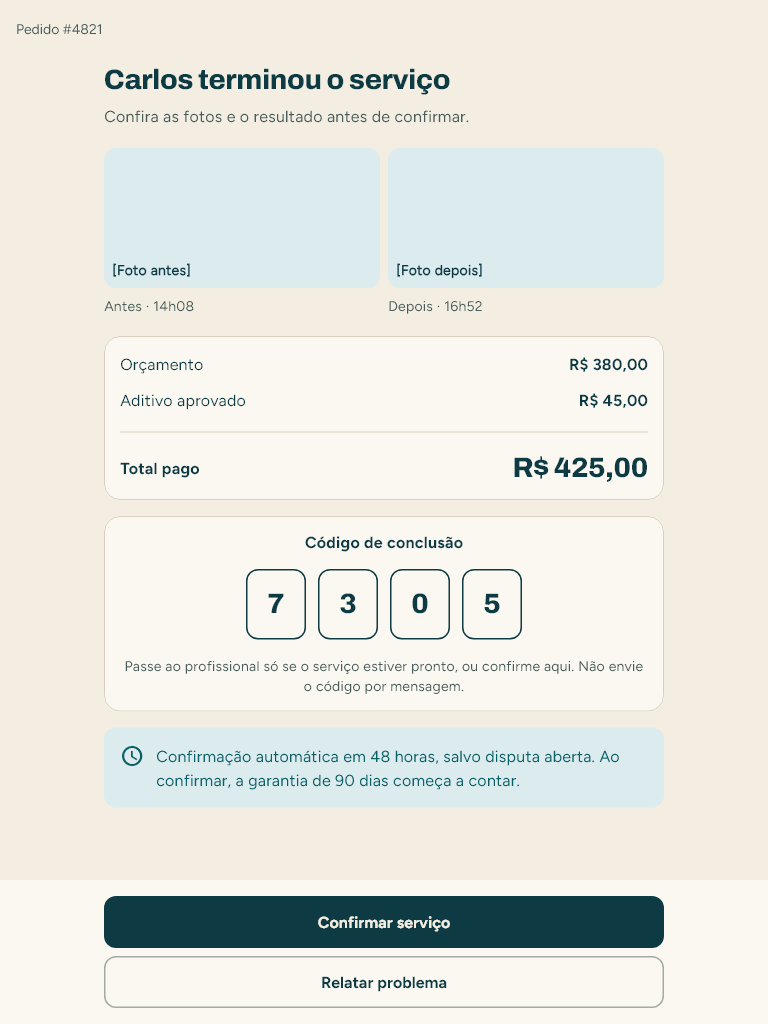 Pedido #4821
Carlos terminou o serviço
Confira as fotos e o resultado antes de confirmar.
[Foto antes]
[Foto depois]
Antes · 14h08
Depois · 16h52
Orçamento
R$ 380,00
Aditivo aprovado
R$ 45,00
Total pago
R$ 425,00
Código de conclusão
7 3 0 5
Passe ao profissional só se o serviço estiver pronto, ou confirme aqui. Não envie
o código por mensagem.
Confirmação automática em 48 horas, salvo disputa aberta. Ao
confirmar, a garantia de 90 dias começa a contar.
Confirmar serviço
Relatar problema